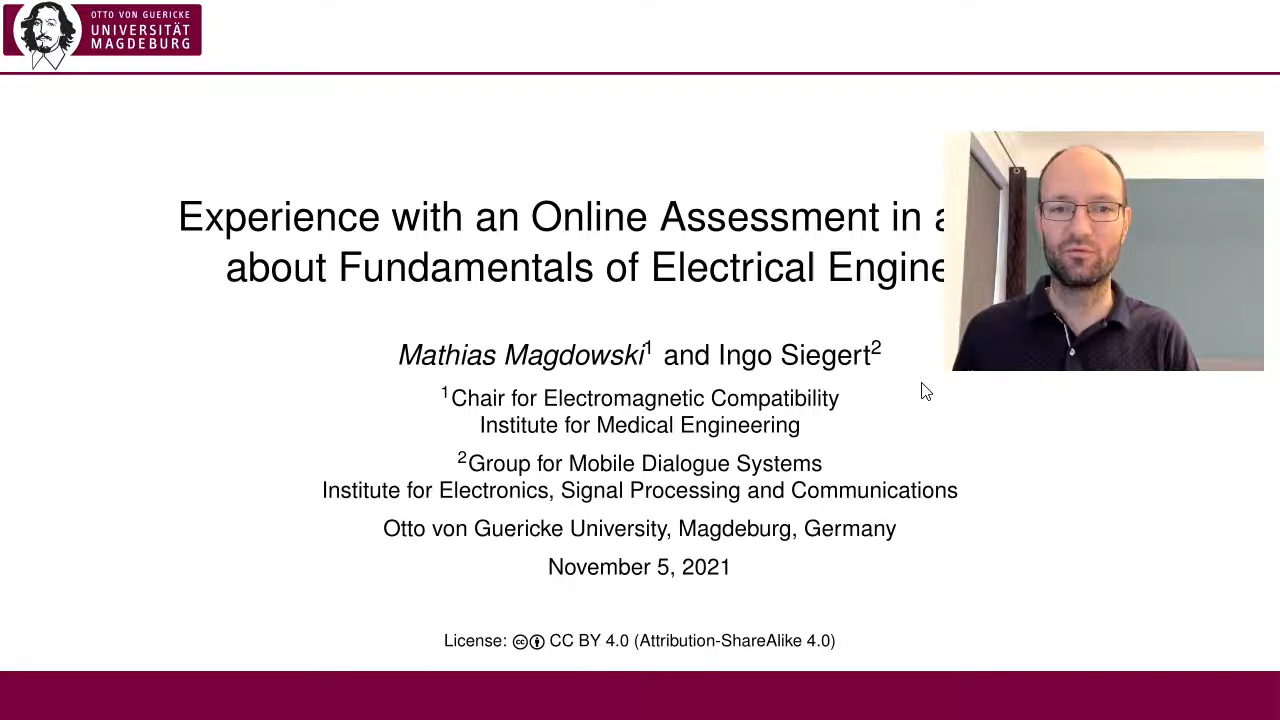 OTTO VON GUERICKE
UNIVERSITÄT
MAGDEBURG
Experience with an Online Assessment in a
about Fundamentals of Electrical Engine
Mathias Magdowski1 and Ingo Siegert2
1Chair for Electromagnetic Compatibility
Institute for Medical Engineering
2Group for Mobile Dialogue Systems
Institute for Electronics, Signal Processing and Communications
Otto von Guericke University, Magdeburg, Germany
November 5, 2021
License: CC BY 4.0 (Attribution-ShareAlike 4.0)